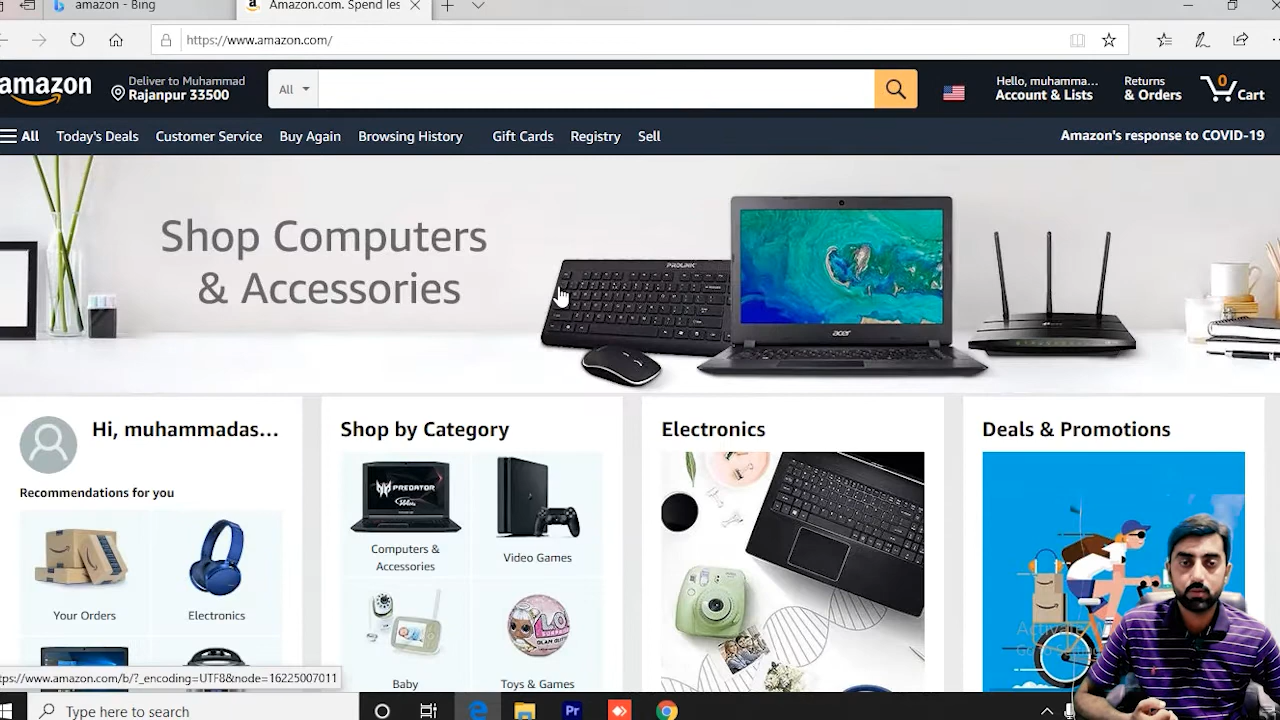 amazon - Bing
Amazon.com. Spend les
https://www.amazon.com/
amazon
Deliver to Muhammad
Rajanpur 33500
All
Hello, muhamma...
Account & Lists
Returns
& Orders
0
Cart
All
Today's Deals
Customer Service
Buy Again
Browsing History
Gift Cards
Registry
Sell
Amazon's response to COVID-19
Shop Computers
& Accessories
PROLINK
acer
Hi, muhammadas...
Recommendations for you
Your Orders
Electronics
Shop by Category
PREDATOR
Computers &
Accessories
Video Games
Baby
Toys & Games
Electronics
Deals & Promotions
tps://www.amazon.com/b/?_encoding=UTF8&node=16225007011
Type here to search
Pr